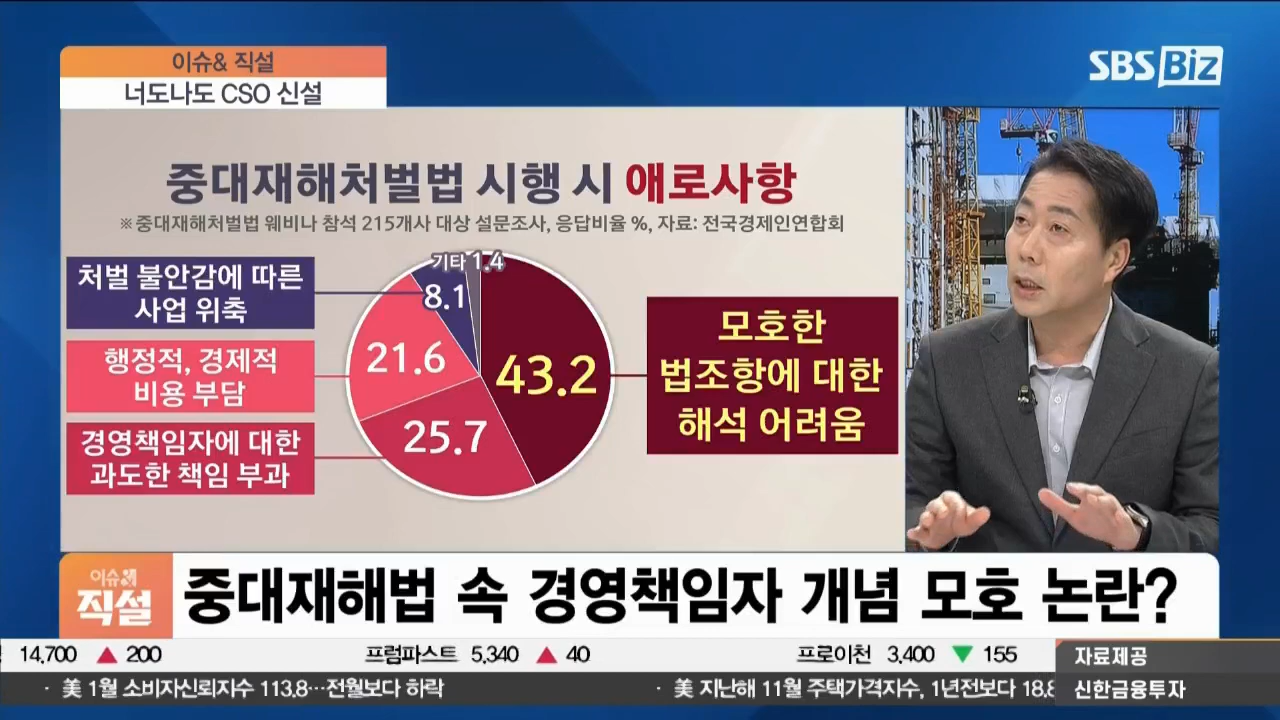 이슈& 직설
너도나도 CSO 신설
SBS Biz
중대재해처벌법 시행 시 애로사항
※중대재해처벌법 웨비나 참석 215개사 대상 설문조사, 응답비율 %, 자료: 전국경제인연합회
처벌 불안감에 따른
사업 위축
행정적, 경제적
비용 부담
경영책임자에 대한
과도한 책임 부과
기타 1.4
8.1
21.6
25.7
43.2
모호한
법조항에 대한
해석 어려움
이슈&
직설
중대재해법 속 경영책임자 개념 모호 논란?
14,700 ▲ 200 프럼파스트 5,340 ▲ 40 프로이천 3,400 ▼ 155
자료제공
신한금융투자
· 美 1월 소비자신뢰지수 113.8…전월보다 하락 · 美 지난해 11월 주택가격지수, 1년전보다 18.8